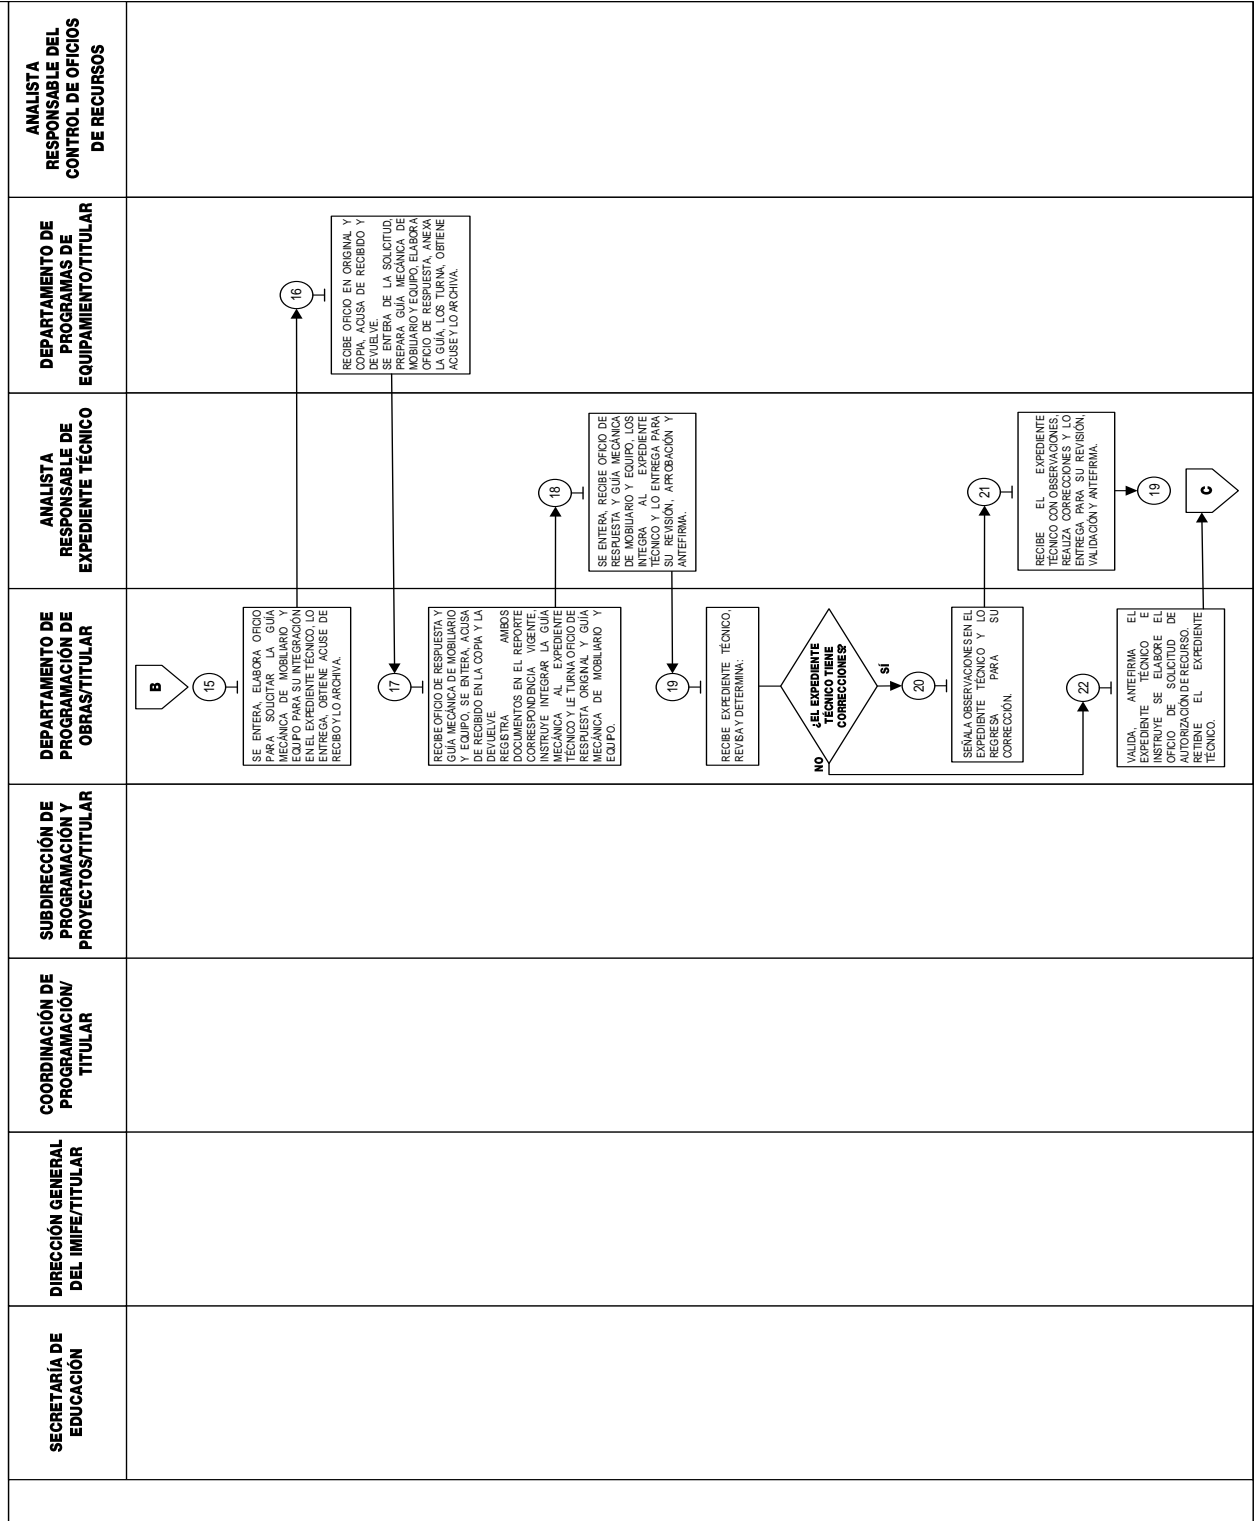 SECRETARÍA DE
EDUCACIÓN
DIRECCIÓN GENERAL
DEL IMIFE/TITULAR
COORDINACIÓN DE
PROGRAMACIÓN/
TITULAR
SUBDIRECCIÓN DE
PROGRAMACIÓN Y
PROYECTOS/TITULAR
DEPARTAMENTO DE
PROGRAMACIÓN DE
OBRAS/TITULAR
ANALISTA
RESPONSABLE DE
EXPEDIENTE TÉCNICO
DEPARTAMENTO DE
PROGRAMAS DE
EQUIPAMIENTO/TITULAR
ANALISTA
RESPONSABLE DEL
CONTROL DE OFICIOS
DE RECURSOS
B
15
SE ENTERA, ELABORA OFICIO
PARA SOLICITAR LA GUÍA
MECÁNICA DE MOBILIARIO Y
EQUIPO PARA SU INTEGRACIÓN
EN EL EXPEDIENTE TÉCNICO, LO
ENTREGA, OBTIENE ACUSE DE
RECIBO Y LO ARCHIVA.
16
RECIBE OFICIO EN ORIGINAL Y
COPIA, ACUSA DE RECIBIDO Y
DEVUELVE.
SE ENTERA DE LA SOLICITUD,
PREPARA GUÍA MECÁNICA DE
MOBILIARIO Y EQUIPO, ELABORA
OFICIO DE RESPUESTA, ANEXA
LA GUÍA, LOS TURNA, OBTIENE
ACUSE Y LO ARCHIVA.
17
RECIBE OFICIO DE RESPUESTA Y
GUÍA MECÁNICA DE MOBILIARIO
Y EQUIPO, SE ENTERA, ACUSA
DE RECIBIDO EN LA COPIA Y LA
DEVUELVE.
REGISTRA AMBOS
DOCUMENTOS EN EL REPORTE
CORRESPONDENCIA VIGENTE,
INSTRUYE INTEGRAR LA GUÍA
MECÁNICA AL EXPEDIENTE
TÉCNICO Y LE TURNA OFICIO DE
RESPUESTA ORIGINAL Y GUÍA
MECÁNICA DE MOBILIARIO Y
EQUIPO.
18
SE ENTERA, RECIBE OFICIO DE
RESPUESTA Y GUÍA MECÁNICA
DE MOBILIARIO Y EQUIPO, LOS
INTEGRA AL EXPEDIENTE
TÉCNICO Y LO ENTREGA PARA
SU REVISIÓN, APROBACIÓN Y
ANTEFIRMA.
19
RECIBE EXPEDIENTE TÉCNICO,
REVISA Y DETERMINA:
¿EL EXPEDIENTE
TÉCNICO TIENE
CORRECCIONES?
NO
SÍ
20
SEÑALA OBSERVACIONES EN EL
EXPEDIENTE TÉCNICO Y LO
REGRESA PARA SU
CORRECCIÓN.
21
RECIBE EL EXPEDIENTE
TÉCNICO CON OBSERVACIONES,
REALIZA CORRECCIONES Y LO
ENTREGA PARA SU REVISIÓN,
VALIDACIÓN Y ANTEFIRMA.
19
22
VALIDA, ANTEFIRMA EL
EXPEDIENTE TÉCNICO E
INSTRUYE SE ELABORE EL
OFICIO DE SOLICITUD DE
AUTORIZACIÓN DE RECURSO.
RETIENE EL EXPEDIENTE
TÉCNICO.
C